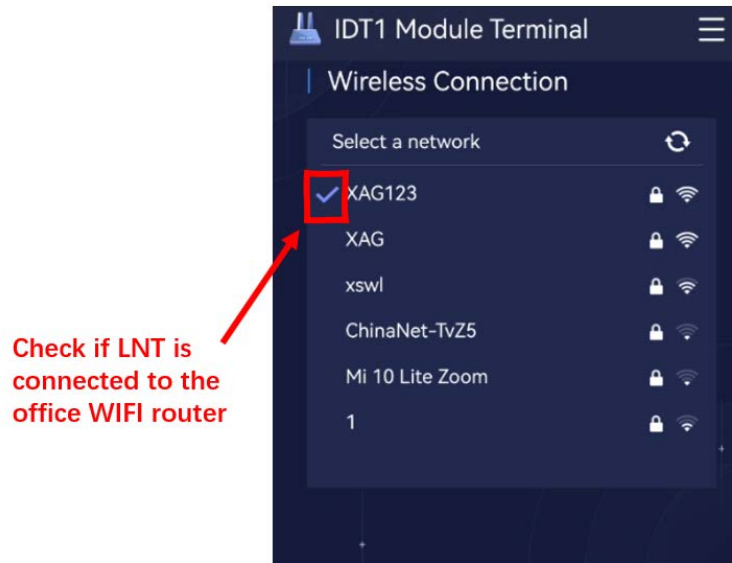 IDT1 Module Terminal
Wireless Connection
Select a network
XAG123
XAG
xswl
ChinaNet-TvZ5
Mi 10 Lite Zoom
1
Check if LNT is
connected to the
office WIFI router